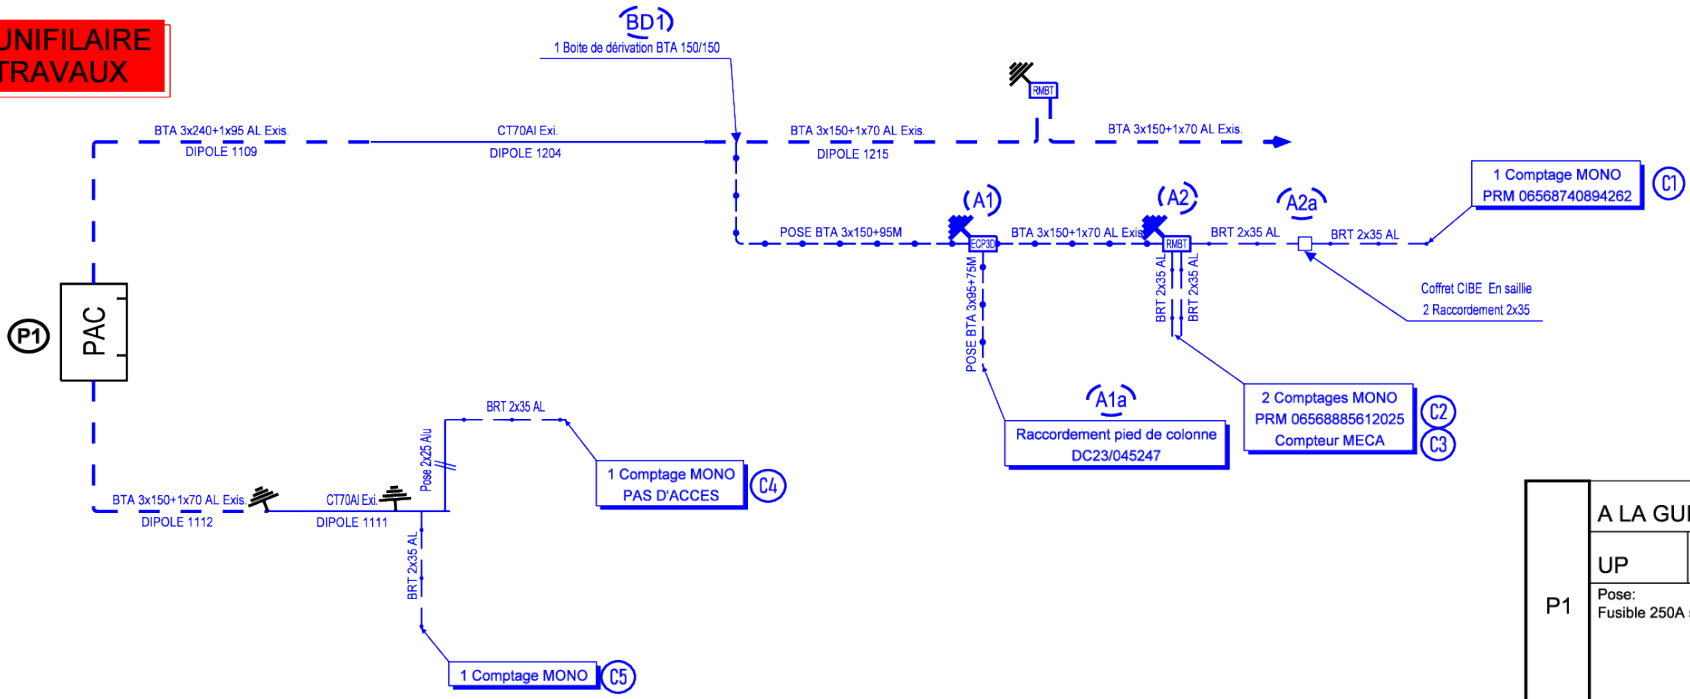 UNIFILAIRE
TRAVAUX
BD1
1 Boite de dérivation BTA 150/150
RMBT
BTA 3x240+1x95 AL Exis.
DIPOLE 1109
CT70Al Exi.
DIPOLE 1204
BTA 3x150+1x70 AL Exis.
DIPOLE 1215
BTA 3x150+1x70 AL Exis.
1 Comptage MONO
PRM 06568740894262
C1
A1
A2
A2a
POSE BTA 3x150+95M
ECP3D
BTA 3x150+1x70 AL Exis.
RMBT
BRT 2x35 AL
BRT 2x35 AL
POSE BTA 3x95+75M
BRT 2x35 AL
BRT 2x35 AL
Coffret CIBE En saillie
2 Raccordement 2x35
P1
PAC
A1a
Raccordement pied de colonne
DC23/045247
2 Comptages MONO
PRM 06568885612025
Compteur MECA
C2
C3
BRT 2x35 AL
Pose 2x25 Alu
1 Comptage MONO
PAS D'ACCES
C4
BTA 3x150+1x70 AL Exis.
DIPOLE 1112
CT70Al Exi.
DIPOLE 1111
BRT 2x35 AL
1 Comptage MONO
C5
P1
A LA
UP
Pose:
Fusible 250A